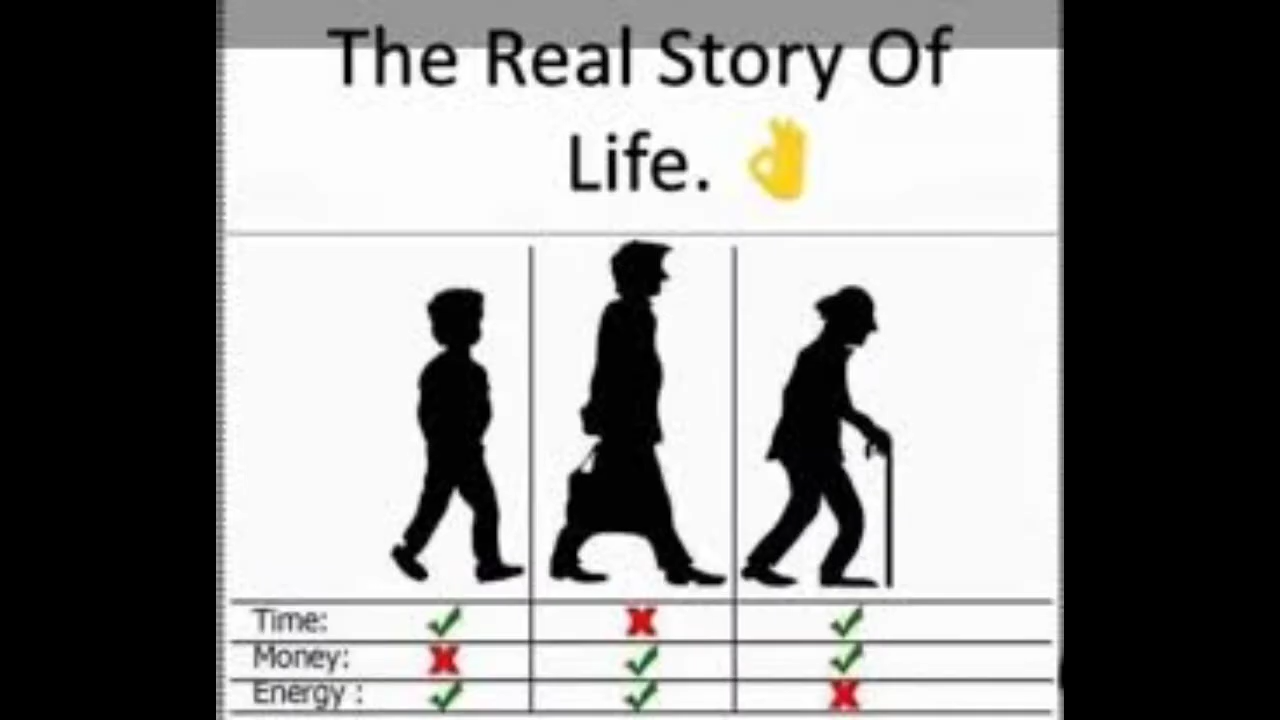 The Real Story Of
Life. 👌
Time: ✓ ✗ ✓
Money: ✗ ✓ ✓
Energy : ✓ ✓ ✗